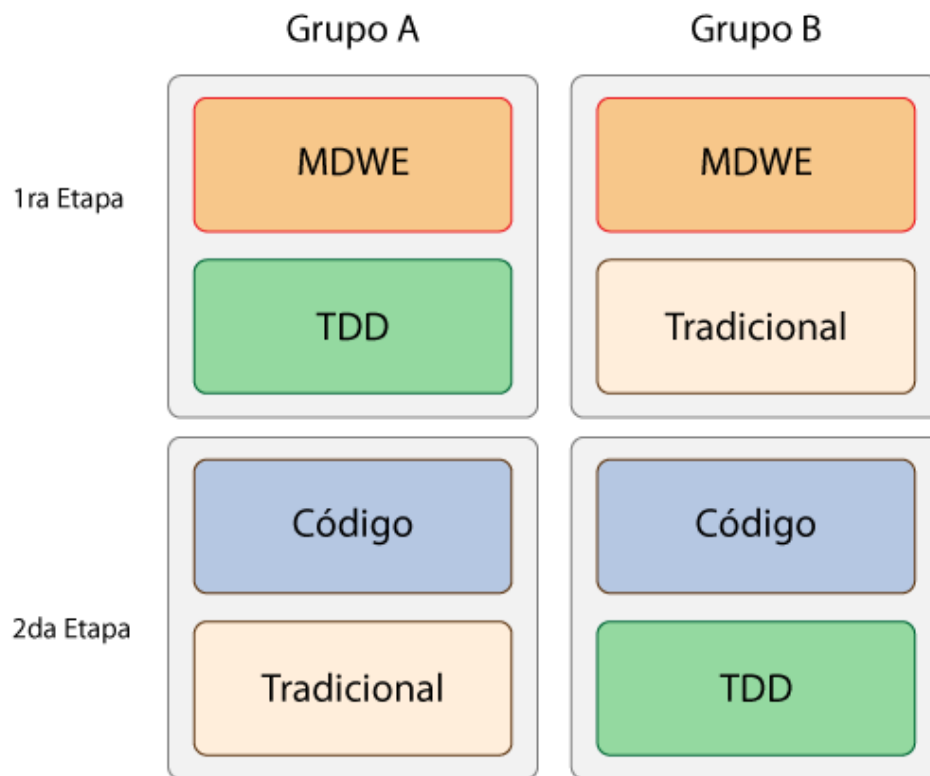 Grupo A Grupo B
1ra Etapa
MDWE MDWE
TDD Tradicional
2da Etapa
Código Código
Tradicional TDD